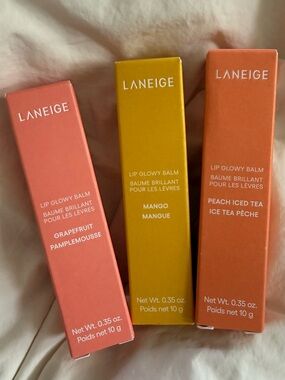 LANEIGE
LIP GLOWY BALM
BAUME BRILLANT
POUR LES LÈVRES
GRAPEFRUIT
PAMPLEMOUSSE
Net Wt. 0.35 oz.
Poids net 10 g
LANEIGE
LIP GLOWY BALM
BAUME BRILLANT
POUR LES LÈVRES
MANGO
MANGUE
Net Wt. 0.35 oz.
Poids net 10 g
LANEIGE
LIP GLOWY BALM
BAUME BRILLANT
POUR LES LÈVRES
PEACH ICED TEA
ICE TEA PÊCHE
Net Wt. 0.35 oz.
Poids net 10 g